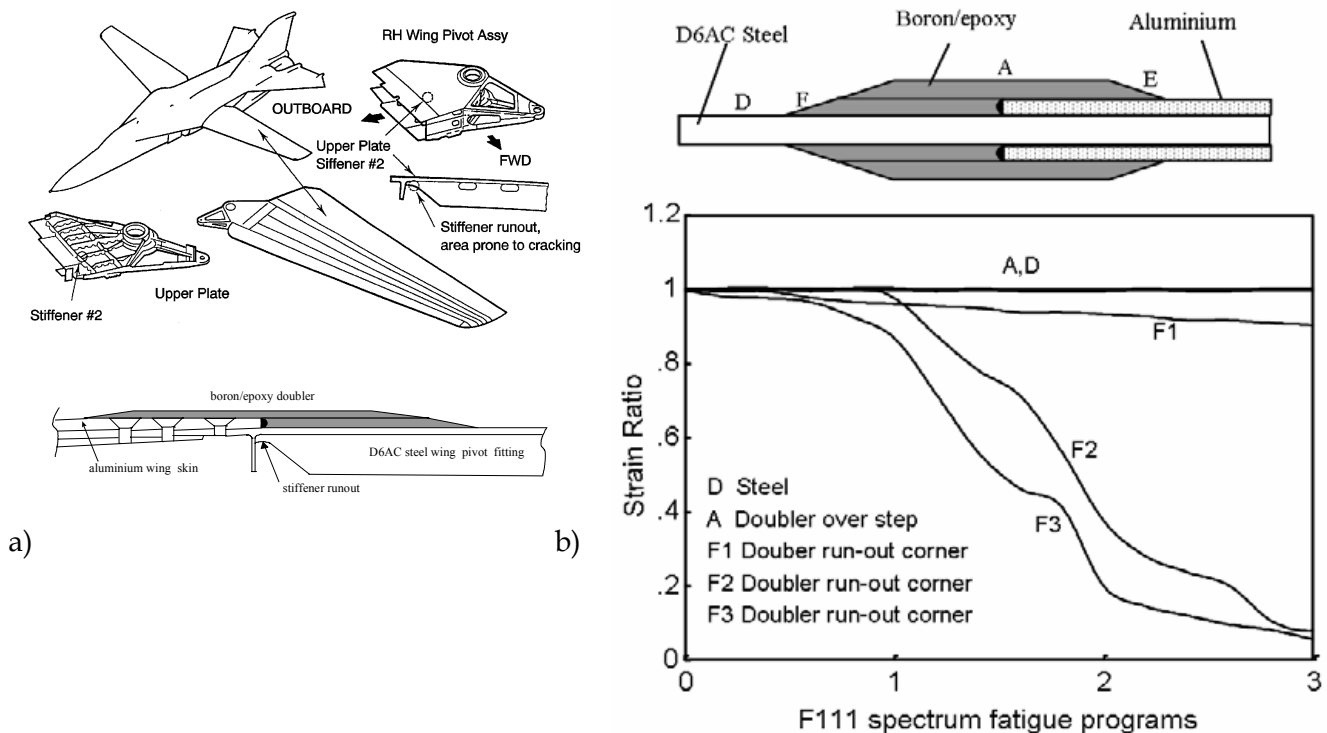 RH Wing Pivot Assy
OUTBOARD
Upper Plate
Siffener #2
FWD
Stiffener runout,
area prone to cracking
Upper Plate
Stiffener #2
boron/epoxy doubler
aluminium wing skin
D6AC steel wing pivot fitting
stiffener runout
a)
b)
D6AC Steel
Boron/epoxy
Aluminium
A
E
D
F
1.2
1
.8
.6
.4
.2
0
Strain Ratio
A,D
F1
F2
F3
D Steel
A Doubler over step
F1 Douber run-out corner
F2 Doubler run-out corner
F3 Doubler run-out corner
0
1
2
3
F111 spectrum fatigue programs